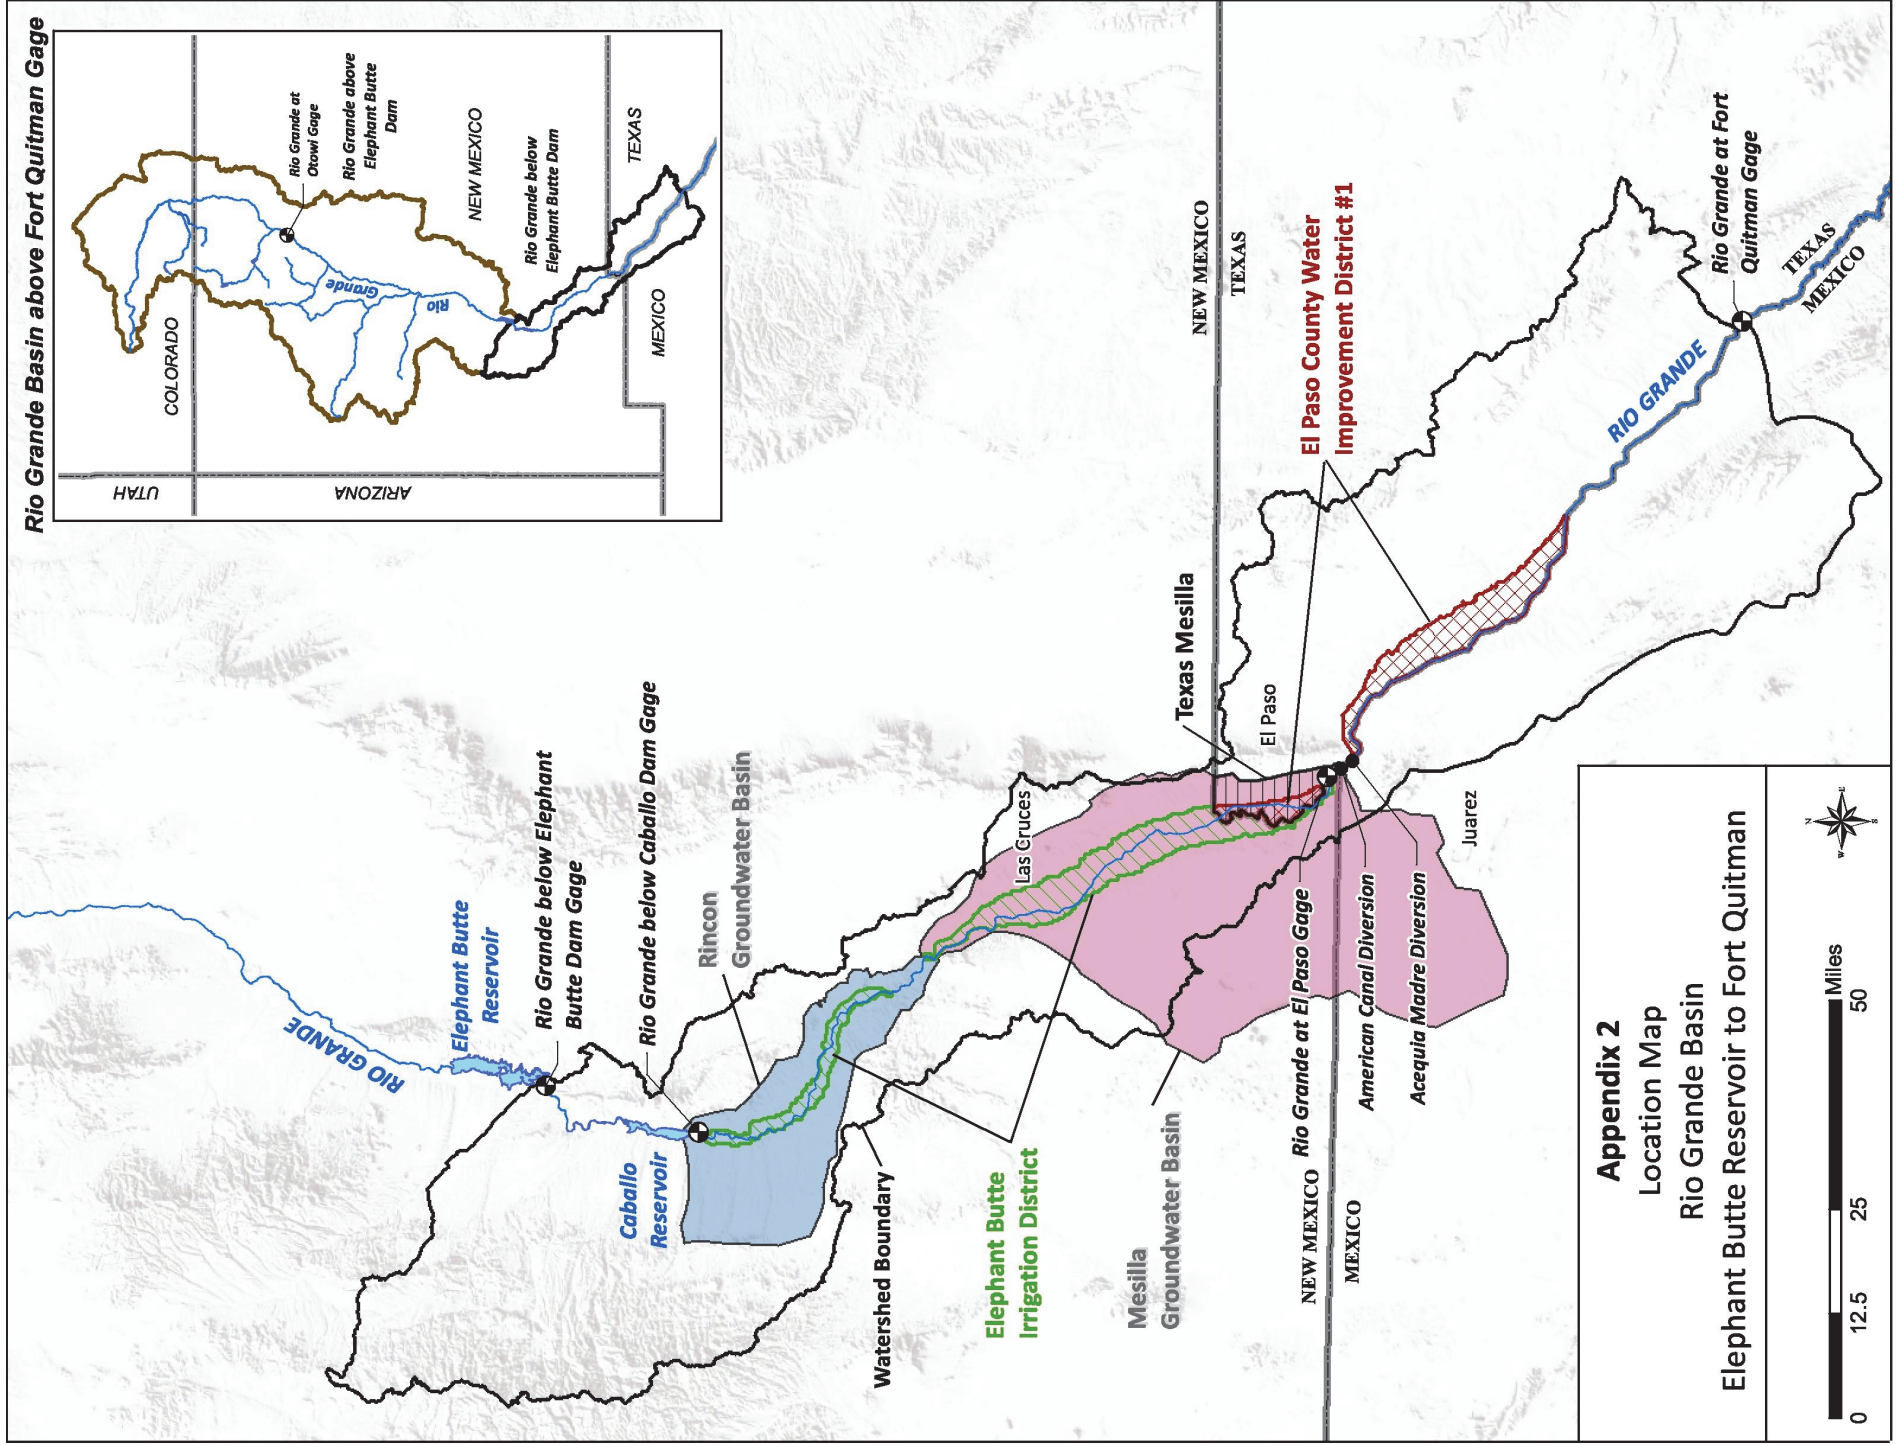 Rio Grande Basin above Fort Quitman Gage
UTAH
COLORADO
ARIZONA
NEW MEXICO
TEXAS
MEXICO
Rio Grande at
Otowi Gage
Rio Grande above
Elephant Butte
Dam
Rio Grande below
Elephant Butte Dam
Rio
Grande
RIO GRANDE
Elephant Butte
Reservoir
Rio Grande below Elephant
Butte Dam Gage
Rio Grande below Caballo Dam Gage
Caballo
Reservoir
Rincon
Groundwater Basin
Watershed Boundary
Elephant Butte
Irrigation District
Las Cruces
Mesilla
Groundwater Basin
Texas Mesilla
NEW MEXICO
TEXAS
El Paso
El Paso County Water
Improvement District #1
Rio Grande at El Paso Gage
American Canal Diversion
Acequia Madre Diversion
NEW MEXICO
MEXICO
Juarez
RIO GRANDE
Rio Grande at Fort
Quitman Gage
TEXAS
MEXICO
Appendix 2
Location Map
Rio Grande Basin
Elephant Butte Reservoir to Fort Quitman
N
W
E
S
Miles
0 12.5 25 50